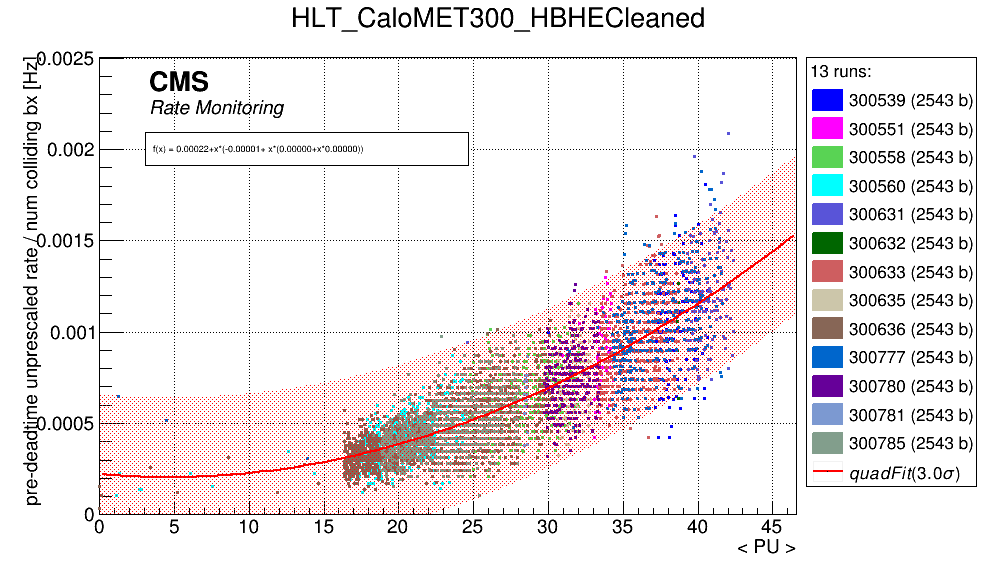 HLT_CaloMET300_HBHECleaned
pre-deadtime unprescaled rate / num colliding bx [Hz]
0.0025
0.002
0.0015
0.001
0.0005
0
CMS
Rate Monitoring
f(x) = 0.00022+x*(-0.00001+ x*(0.00000+x*0.00000))
0 5 10 15 20 25 30 35 40 45
< PU >
13 runs:
300539 (2543 b)
300551 (2543 b)
300558 (2543 b)
300560 (2543 b)
300631 (2543 b)
300632 (2543 b)
300633 (2543 b)
300635 (2543 b)
300636 (2543 b)
300777 (2543 b)
300780 (2543 b)
300781 (2543 b)
300785 (2543 b)
quadFit(3.0σ)